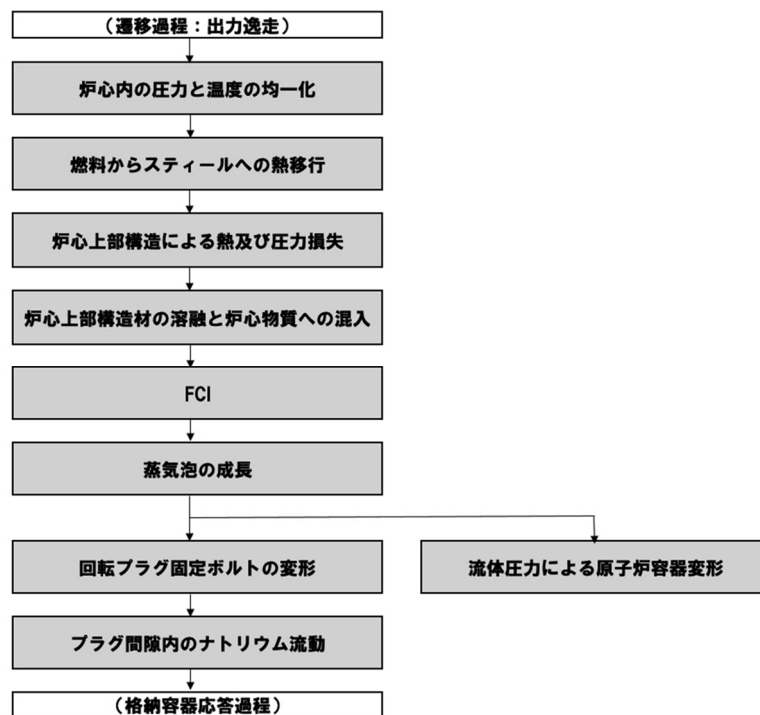 （遷移過程：出力逸走）
炉心内の圧力と温度の均一化
燃料からスティールへの熱移行
炉心上部構造による熱及び圧力損失
炉心上部構造材の溶融と炉心物質への混入
FCI
蒸気泡の成長
回転プラグ固定ボルトの変形
流体圧力による原子炉容器変形
プラグ間隙内のナトリウム流動
（格納容器応答過程）